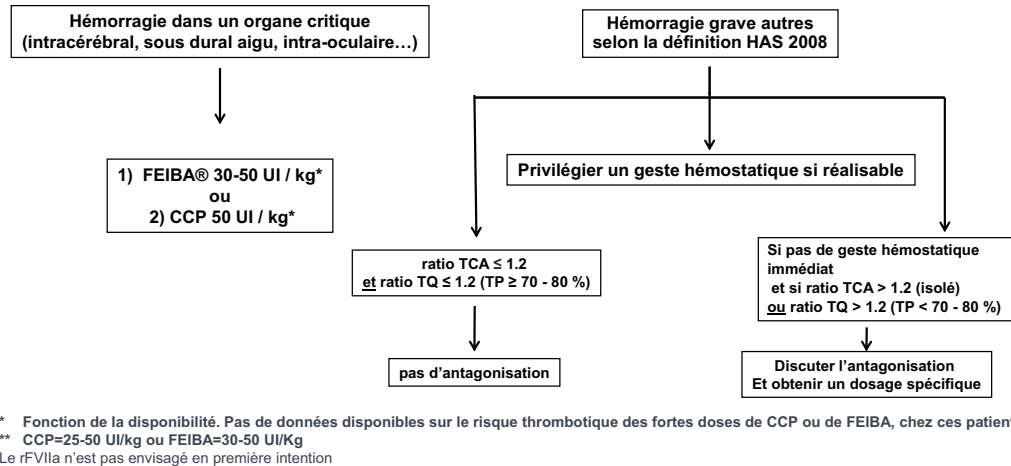 Hémorragie dans un organe critique
(intracérébral, sous dural aigu, intra-oculaire…)
Hémorragie grave autres
selon la définition HAS 2008
1) FEIBA® 30-50 UI / kg*
ou
2) CCP 50 UI / kg*
Privilégier un geste hémostatique si réalisable
ratio TCA ≤ 1.2
et ratio TQ ≤ 1.2 (TP ≥ 70 - 80 %)
Si pas de geste hémostatique
immédiat
et si ratio TCA > 1.2 (isolé)
ou ratio TQ > 1.2 (TP < 70 - 80 %)
pas d’antagonisation
Discuter l’antagonisation
Et obtenir un dosage spécifique
* Fonction de la disponibilité. Pas de données disponibles sur le risque thrombotique des fortes doses de CCP ou de FEIBA, chez ces patient
** CCP=25-50 UI/kg ou FEIBA=30-50 UI/Kg
Le rFVIIa n’est pas envisagé en première intention